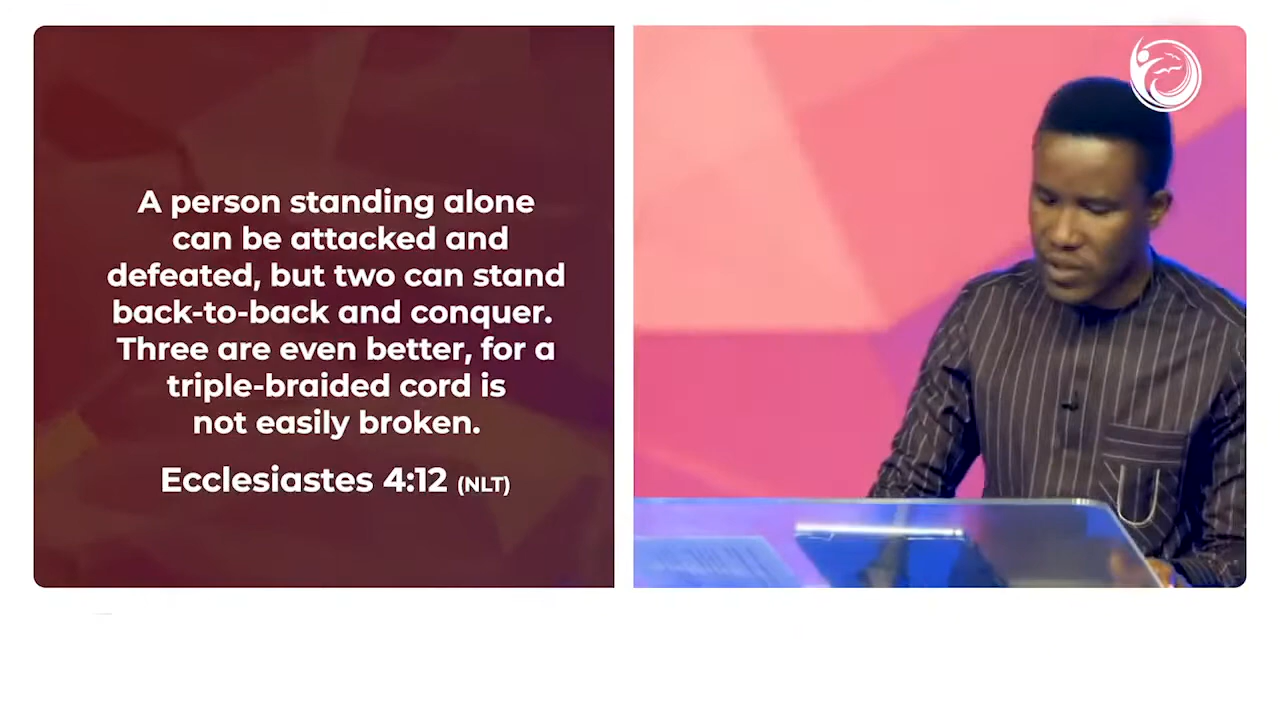 A person standing alone
can be attacked and
defeated, but two can stand
back-to-back and conquer.
Three are even better, for a
triple-braided cord is
not easily broken.
Ecclesiastes 4:12 (NLT)